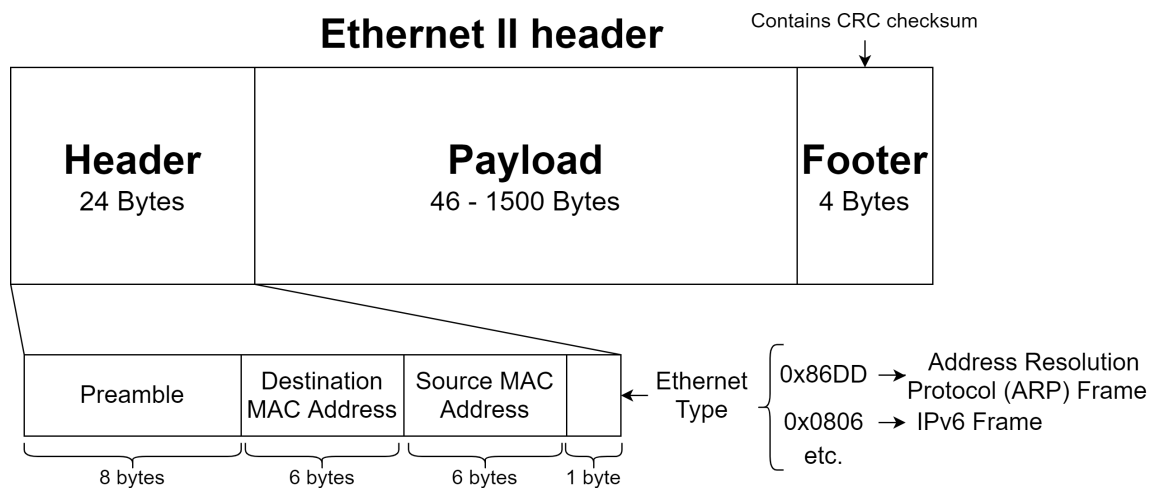 Contains CRC checksum
Ethernet II header
Header
24 Bytes
Payload
46 - 1500 Bytes
Footer
4 Bytes
Preamble
Destination
MAC Address
Source MAC
Address
Ethernet
Type
0x86DD
Address Resolution
Protocol (ARP) Frame
0x0806
IPv6 Frame
etc.
8 bytes
6 bytes
6 bytes
1 byte